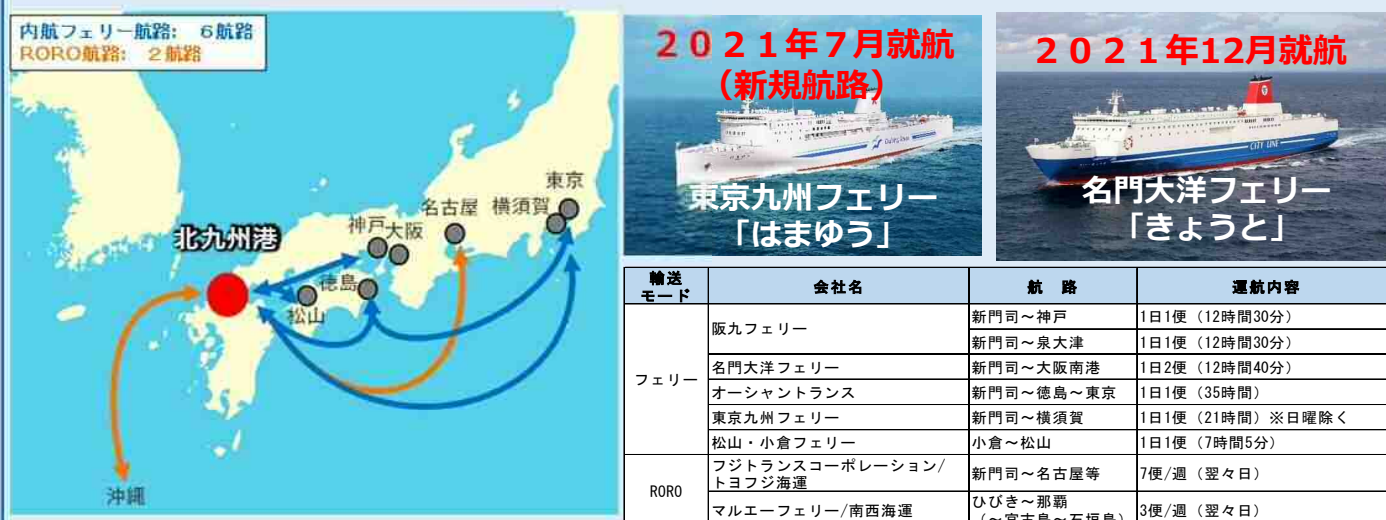 内航フェリー航路: 6航路
RORO航路: 2航路
東京
名古屋 横須賀
神戸 大阪
北九州港
徳島
松山
沖縄
2021年7月就航
(新規航路)
東京九州フェリー
「はまゆう」
2021年12月就航
CITY LINE
名門大洋フェリー
「きょうと」
輸送モード 会社名 航 路 運航内容
フェリー
阪九フェリー 新門司~神戸 1日1便(12時間30分)
新門司~泉大津 1日1便(12時間30分)
名門大洋フェリー 新門司~大阪南港 1日2便(12時間40分)
オーシャントランス 新門司~徳島~東京 1日1便(35時間)
東京九州フェリー 新門司~横須賀 1日1便(21時間)※日曜除く
松山・小倉フェリー 小倉~松山 1日1便(7時間5分)
RORO
フジトランスコーポレーション/
トヨフジ海運 新門司~名古屋等 7便/週(翌々日)
マルエーフェリー/南西海運 ひびき~那覇 3便/週(翌々日)
(~宮古島~石垣島)